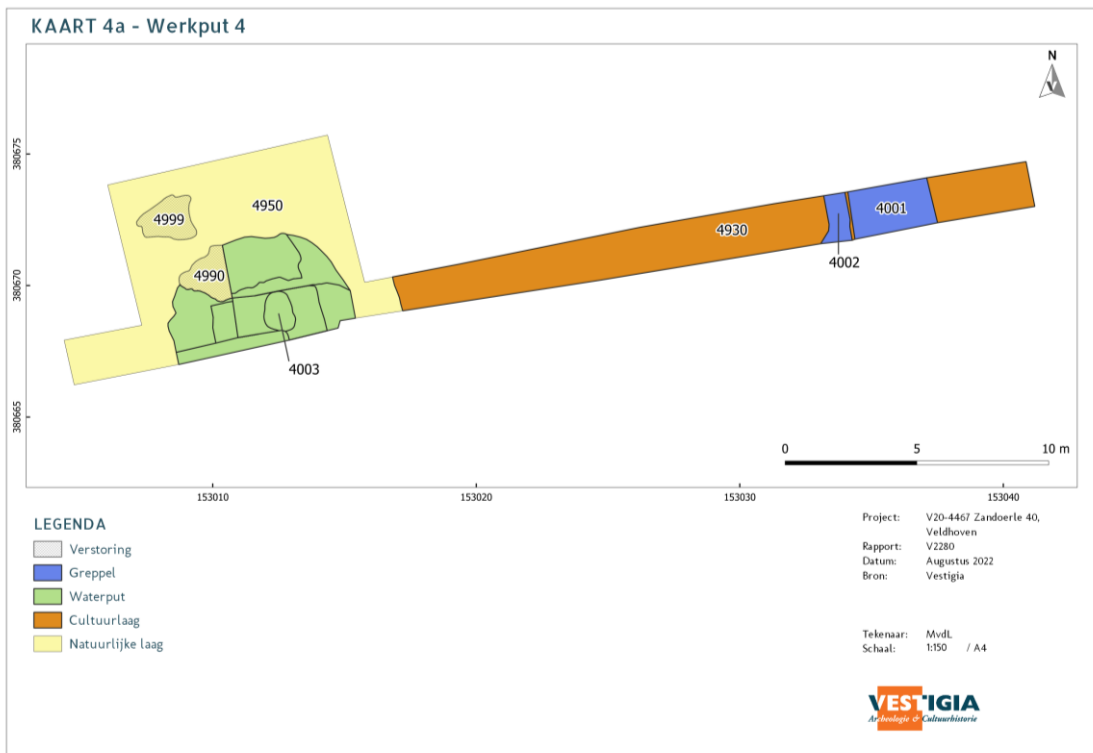 KAART 4a - Werkput 4
N
380675
380670
380665
4999
4950
4990
4003
4930
4002
4001
0 5 10 m
153010 153020 153030 153040
LEGENDA
Verstoring
Greppel
Waterput
Cultuurlaag
Natuurlijke laag
Project: V20-4467 Zandoerle 40,
Veldhoven
Rapport: V2280
Datum: Augustus 2022
Bron: Vestigia
Tekenaar: MvdL
Schaal: 1:150 / A4
VESTIGIA
Archeologie & Cultuurhistorie